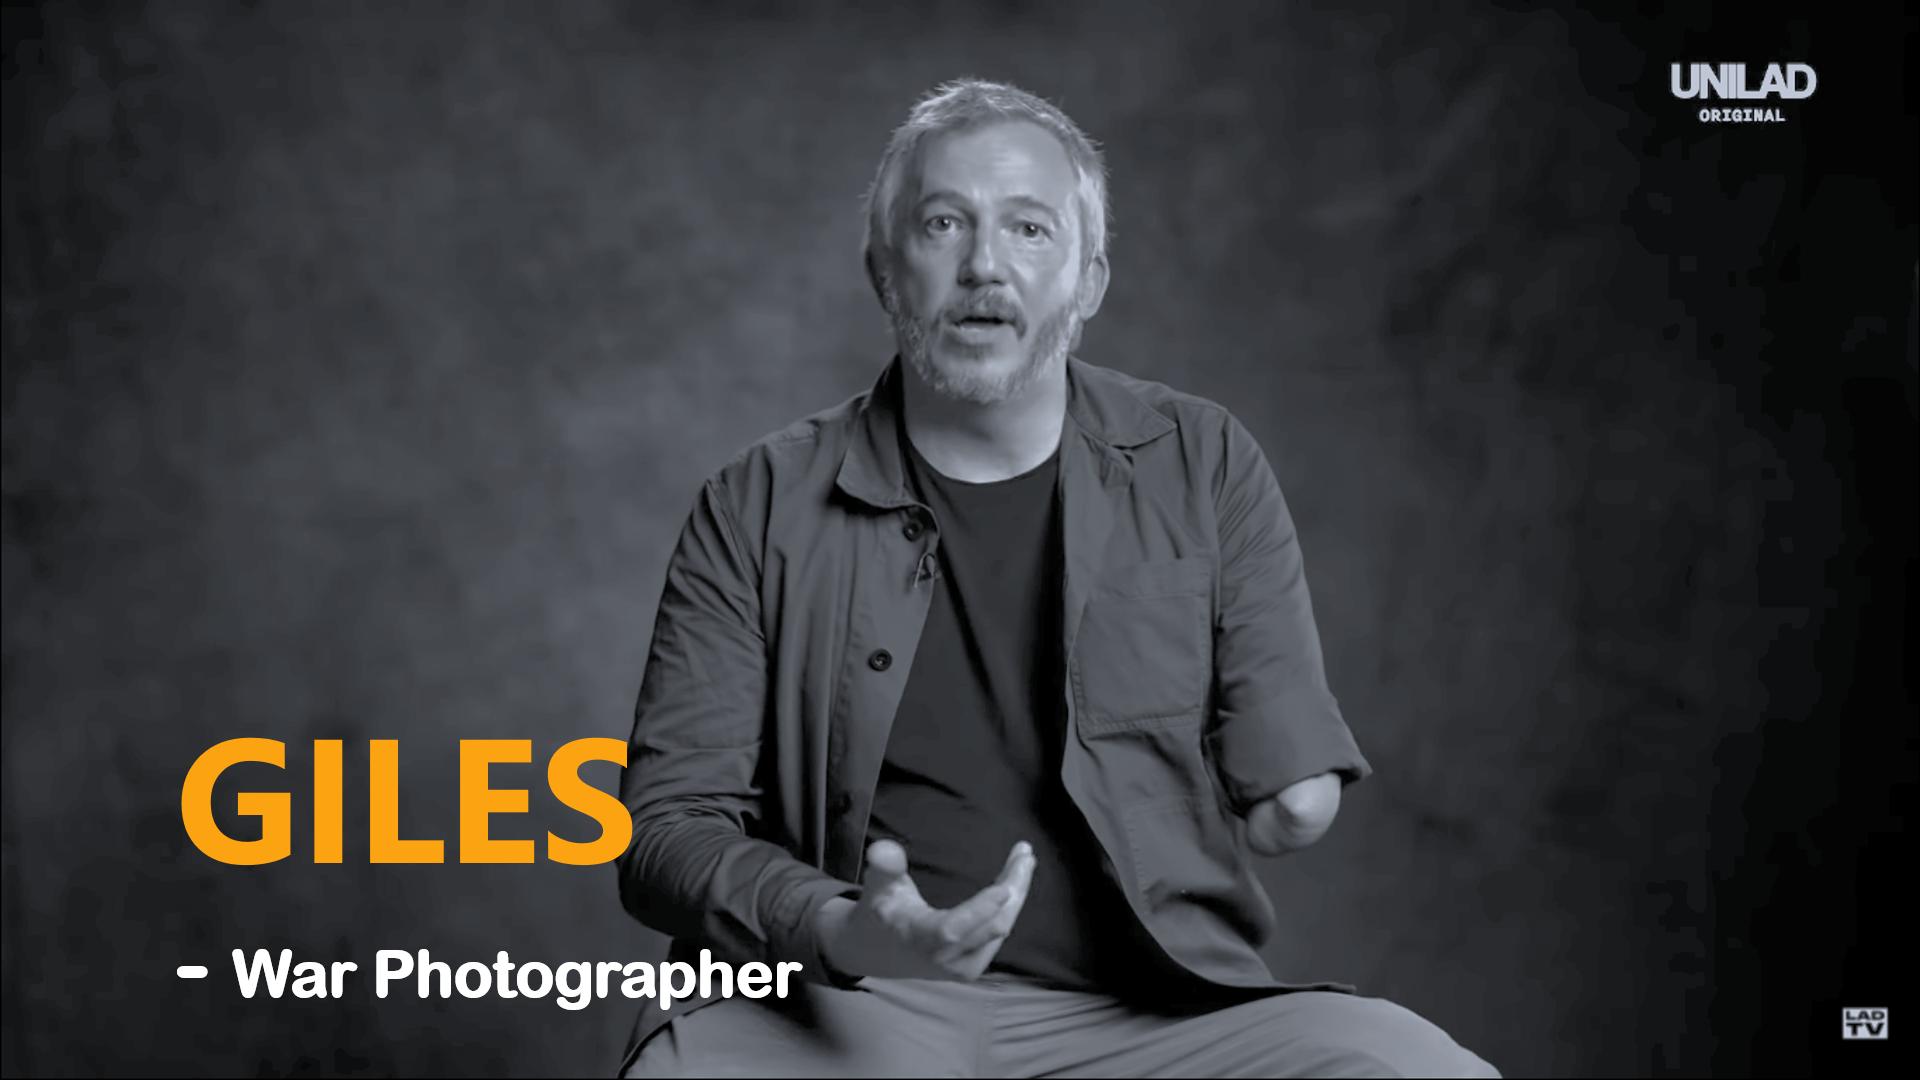 UNILAD
ORIGINAL
GILES
- War Photographer
LAD
TV